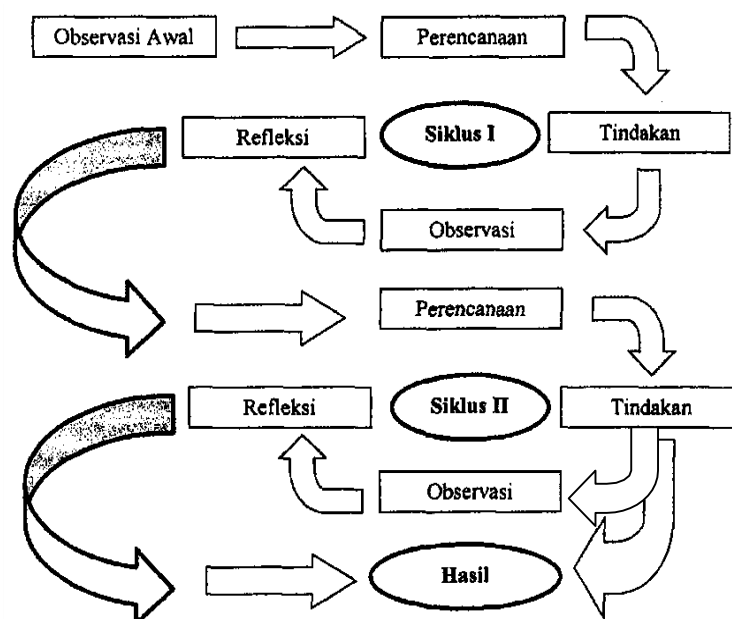 Observasi Awal
Perencanaan
Refleksi
Siklus I
Tindakan
Observasi
Perencanaan
Refleksi
Siklus II
Tindakan
Observasi
Hasil